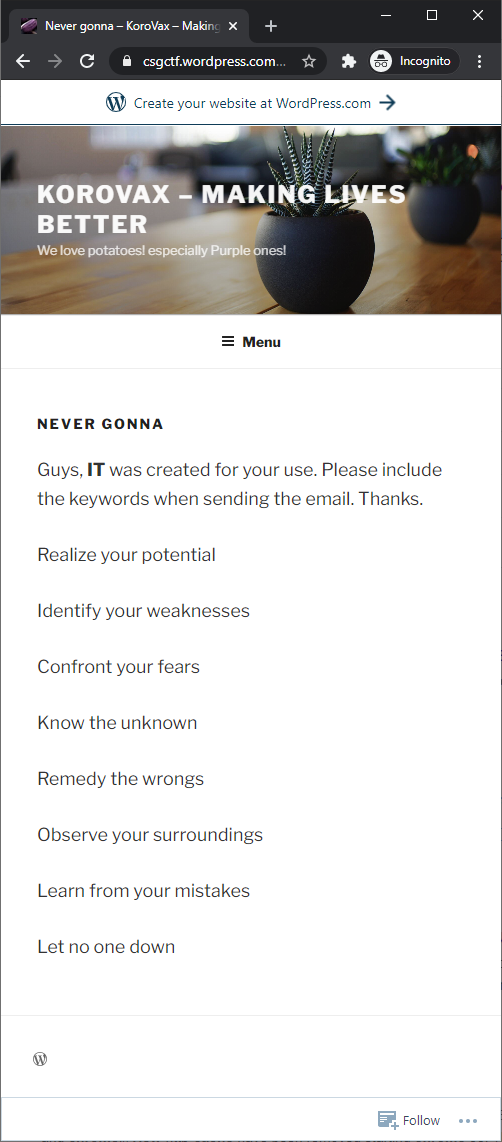 Never gonna – KoroVax – Making
csgctf.wordpress.com...
Incognito
Create your website at WordPress.com
KOROVAX – MAKING LIVES
BETTER
We love potatoes! especially Purple ones!
Menu
NEVER GONNA
Guys, IT was created for your use. Please include
the keywords when sending the email. Thanks.
Realize your potential
Identify your weaknesses
Confront your fears
Know the unknown
Remedy the wrongs
Observe your surroundings
Learn from your mistakes
Let no one down
Follow